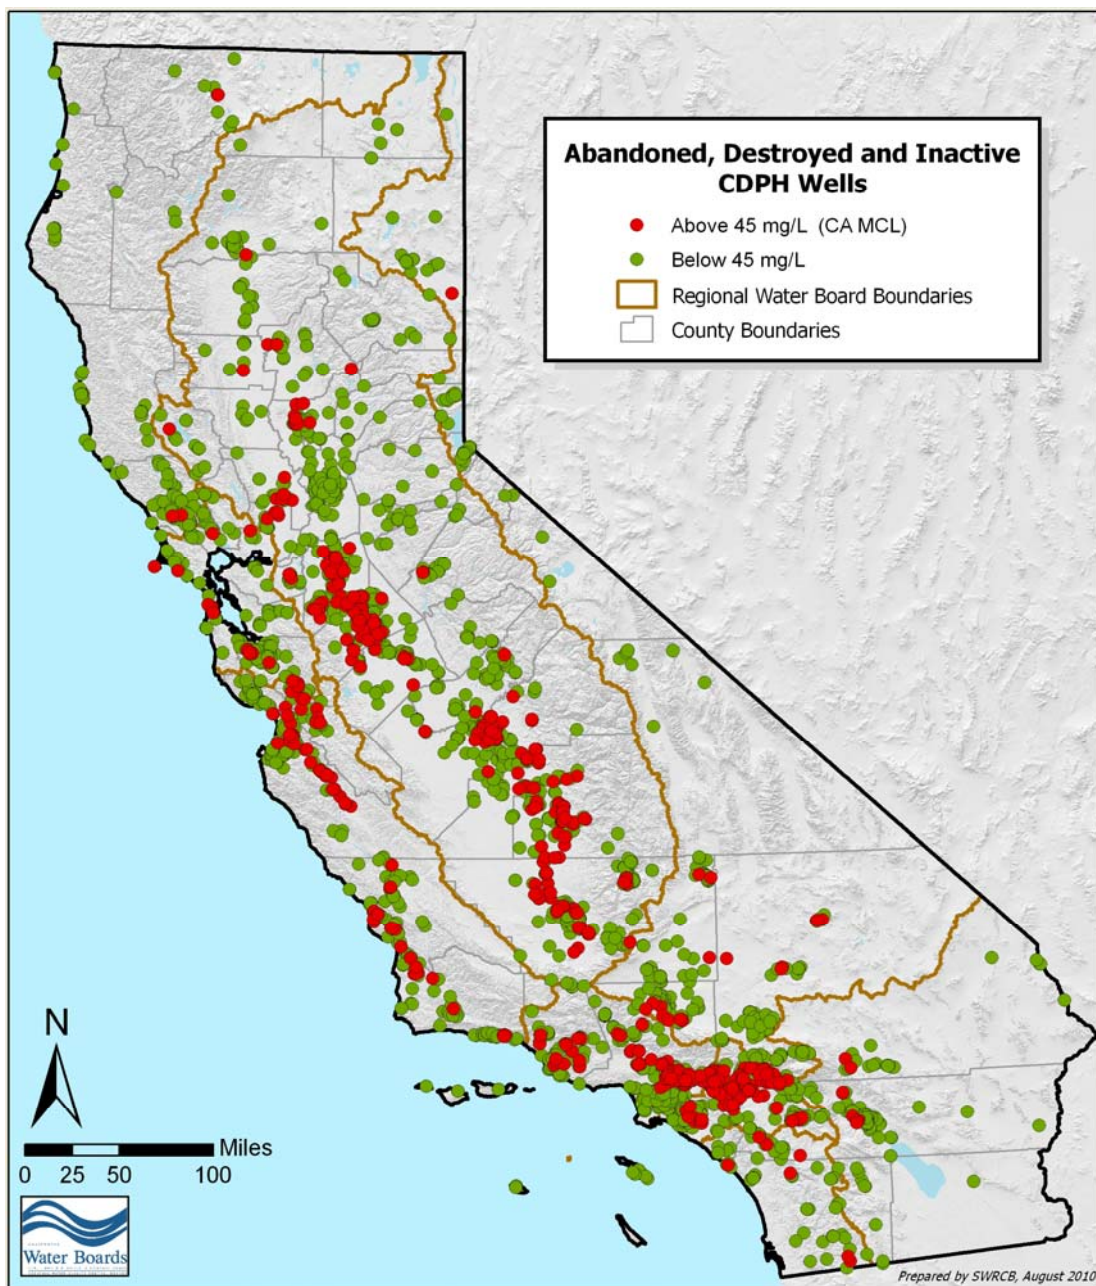 Abandoned, Destroyed and Inactive
CDPH Wells
Above 45 mg/L (CA MCL)
Below 45 mg/L
Regional Water Board Boundaries
County Boundaries
N
Miles
0 25 50 100
Water Boards
Prepared by SWRCB, August 2010